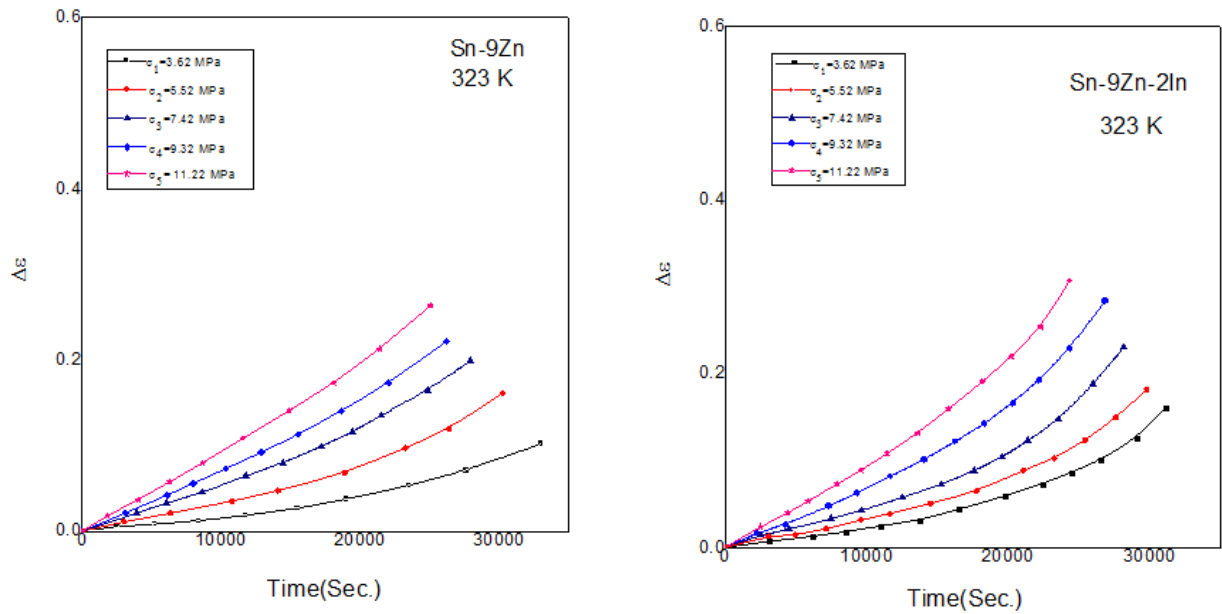 0.6
Sn-9Zn
323 K
σ1=3.62 MPa
σ2=5.52 MPa
σ3=7.42 MPa
σ4=9.32 MPa
σ5=11.22 MPa
0.4
Δε
0.2
0.0
0 10000 20000 30000
Time(Sec.)
0.6
σ1=3.62 MPa
σ2=5.52 MPa
σ3=7.42 MPa
σ4=9.32 MPa
σ5=11.22 MPa
Sn-9Zn-2In
323 K
0.4
Δε
0.2
0.0
0 10000 20000 30000
Time(Sec.)